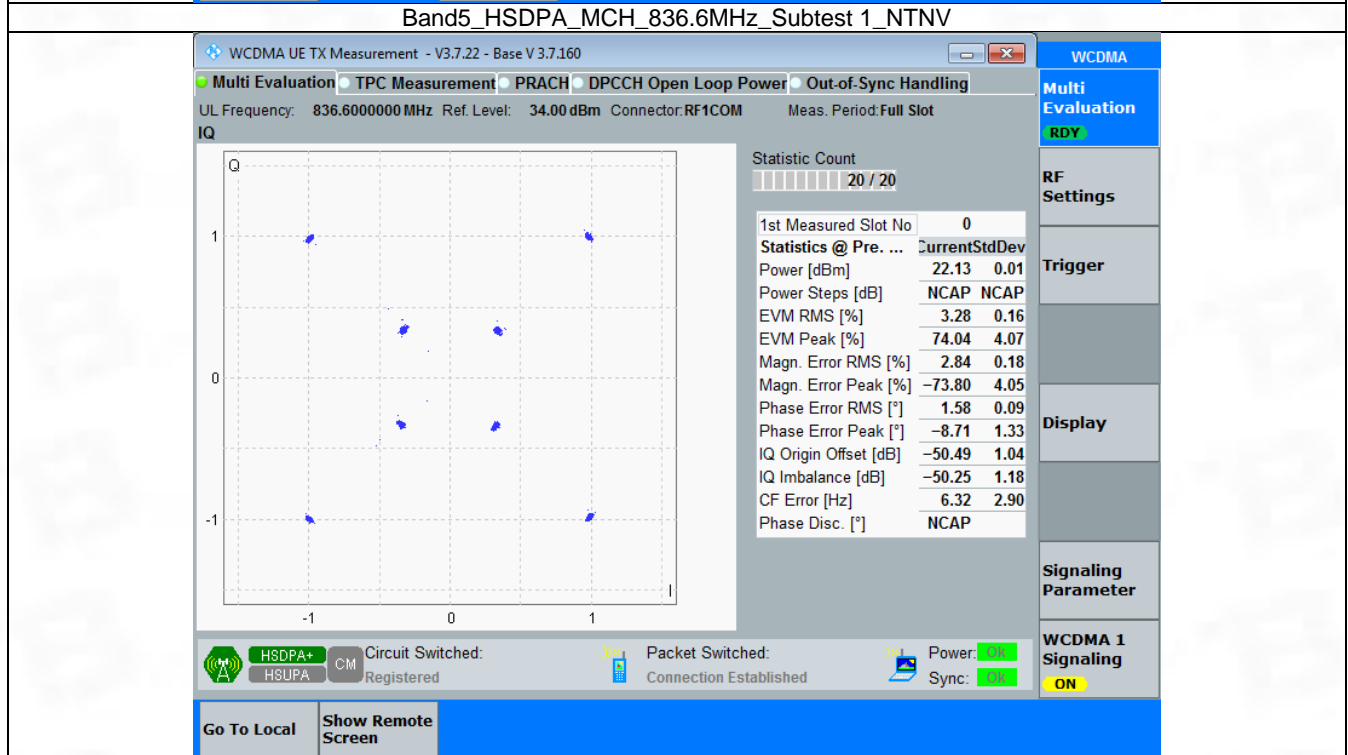 Band5_HSDPA_MCH_836.6MHz_Subtest 1_NTNV
WCDMA UE TX Measurement - V3.7.22 - Base V 3.7.160
WCDMA
Multi Evaluation TPC Measurement PRACH DPCCH Open Loop Power Out-of-Sync Handling
Multi
Evaluation
RDY
UL Frequency: 836.6000000 MHz Ref. Level: 34.00 dBm Connector: RF1COM Meas. Period: Full Slot
IQ
Q
1
0
-1
-1 0 1
I
Statistic Count
20 / 20
1st Measured Slot No 0
Statistics @ Pre. ... Current StdDev
Power [dBm] 22.13 0.01
Power Steps [dB] NCAP NCAP
EVM RMS [%] 3.28 0.16
EVM Peak [%] 74.04 4.07
Magn. Error RMS [%] 2.84 0.18
Magn. Error Peak [%] −73.80 4.05
Phase Error RMS [°] 1.58 0.09
Phase Error Peak [°] −8.71 1.33
IQ Origin Offset [dB] −50.49 1.04
IQ Imbalance [dB] −50.25 1.18
CF Error [Hz] 6.32 2.90
Phase Disc. [°] NCAP
RF
Settings
Trigger
Display
Signaling
Parameter
WCDMA 1
Signaling
ON
HSDPA+
HSUPA
CM
Circuit Switched:
Registered
Packet Switched:
Connection Established
Power: Ok
Sync: Ok
Go To Local
Show Remote
Screen